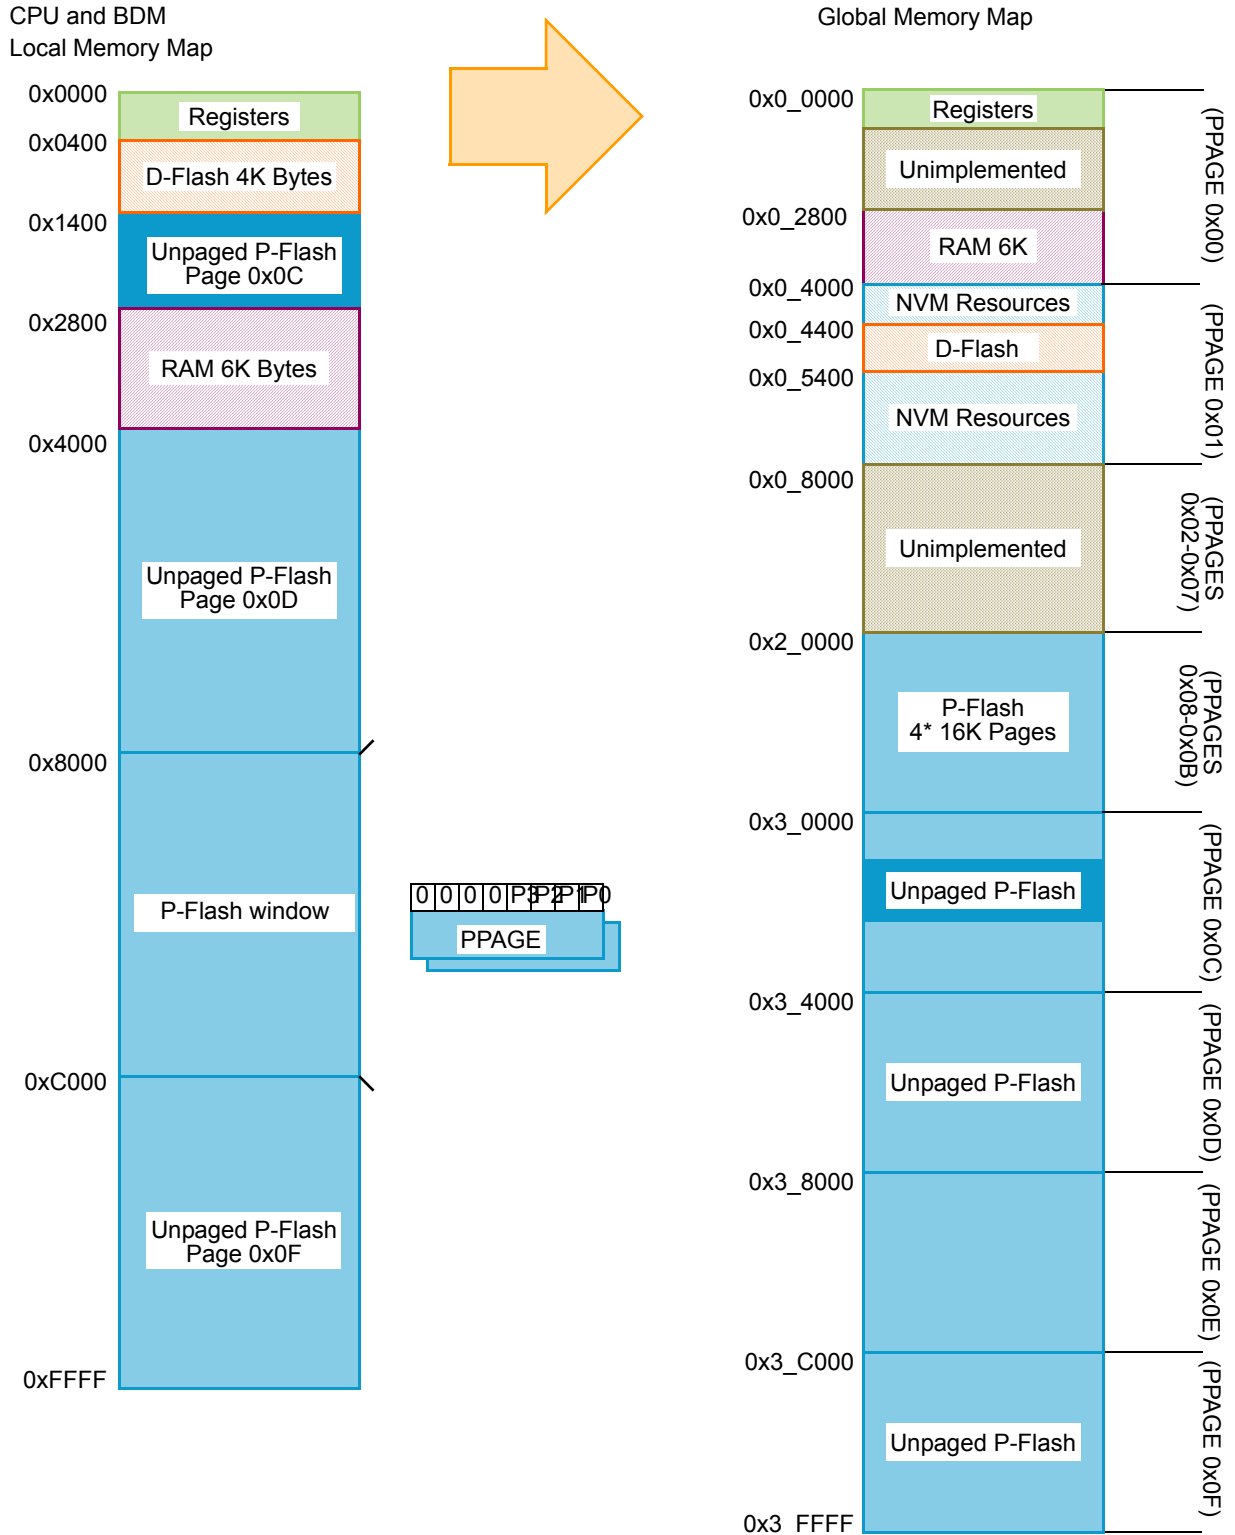 CPU and BDM
Local Memory Map
0x0000
Registers
0x0400
D-Flash 4K Bytes
0x1400
Unpaged P-Flash
Page 0x0C
0x2800
RAM 6K Bytes
0x4000
Unpaged P-Flash
Page 0x0D
0x8000
P-Flash window
0xC000
Unpaged P-Flash
Page 0x0F
0xFFFF
0 0 0 0 P3 P2 P1 P0
PPAGE
Global Memory Map
0x0_0000
Registers
Unimplemented
(PPAGE 0x00)
0x0_2800
RAM 6K
0x0_4000
NVM Resources
0x0_4400
D-Flash
(PPAGE 0x01)
0x0_5400
NVM Resources
0x0_8000
Unimplemented
(PPAGES
0x02-0x07)
0x2_0000
P-Flash
4* 16K Pages
(PPAGES
0x08-0x0B)
0x3_0000
Unpaged P-Flash
(PPAGE 0x0C)
0x3_4000
Unpaged P-Flash
(PPAGE 0x0D)
0x3_8000
(PPAGE 0x0E)
0x3_C000
Unpaged P-Flash
(PPAGE 0x0F)
0x3_FFFF